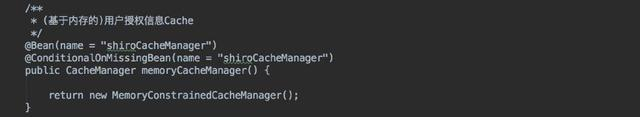 /**
* (基于内存的)用户授权信息Cache
*/
@Bean(name = "shiroCacheManager")
@ConditionalOnMissingBean(name = "shiroCacheManager")
public CacheManager memoryCacheManager() {
return new MemoryConstrainedCacheManager();
}